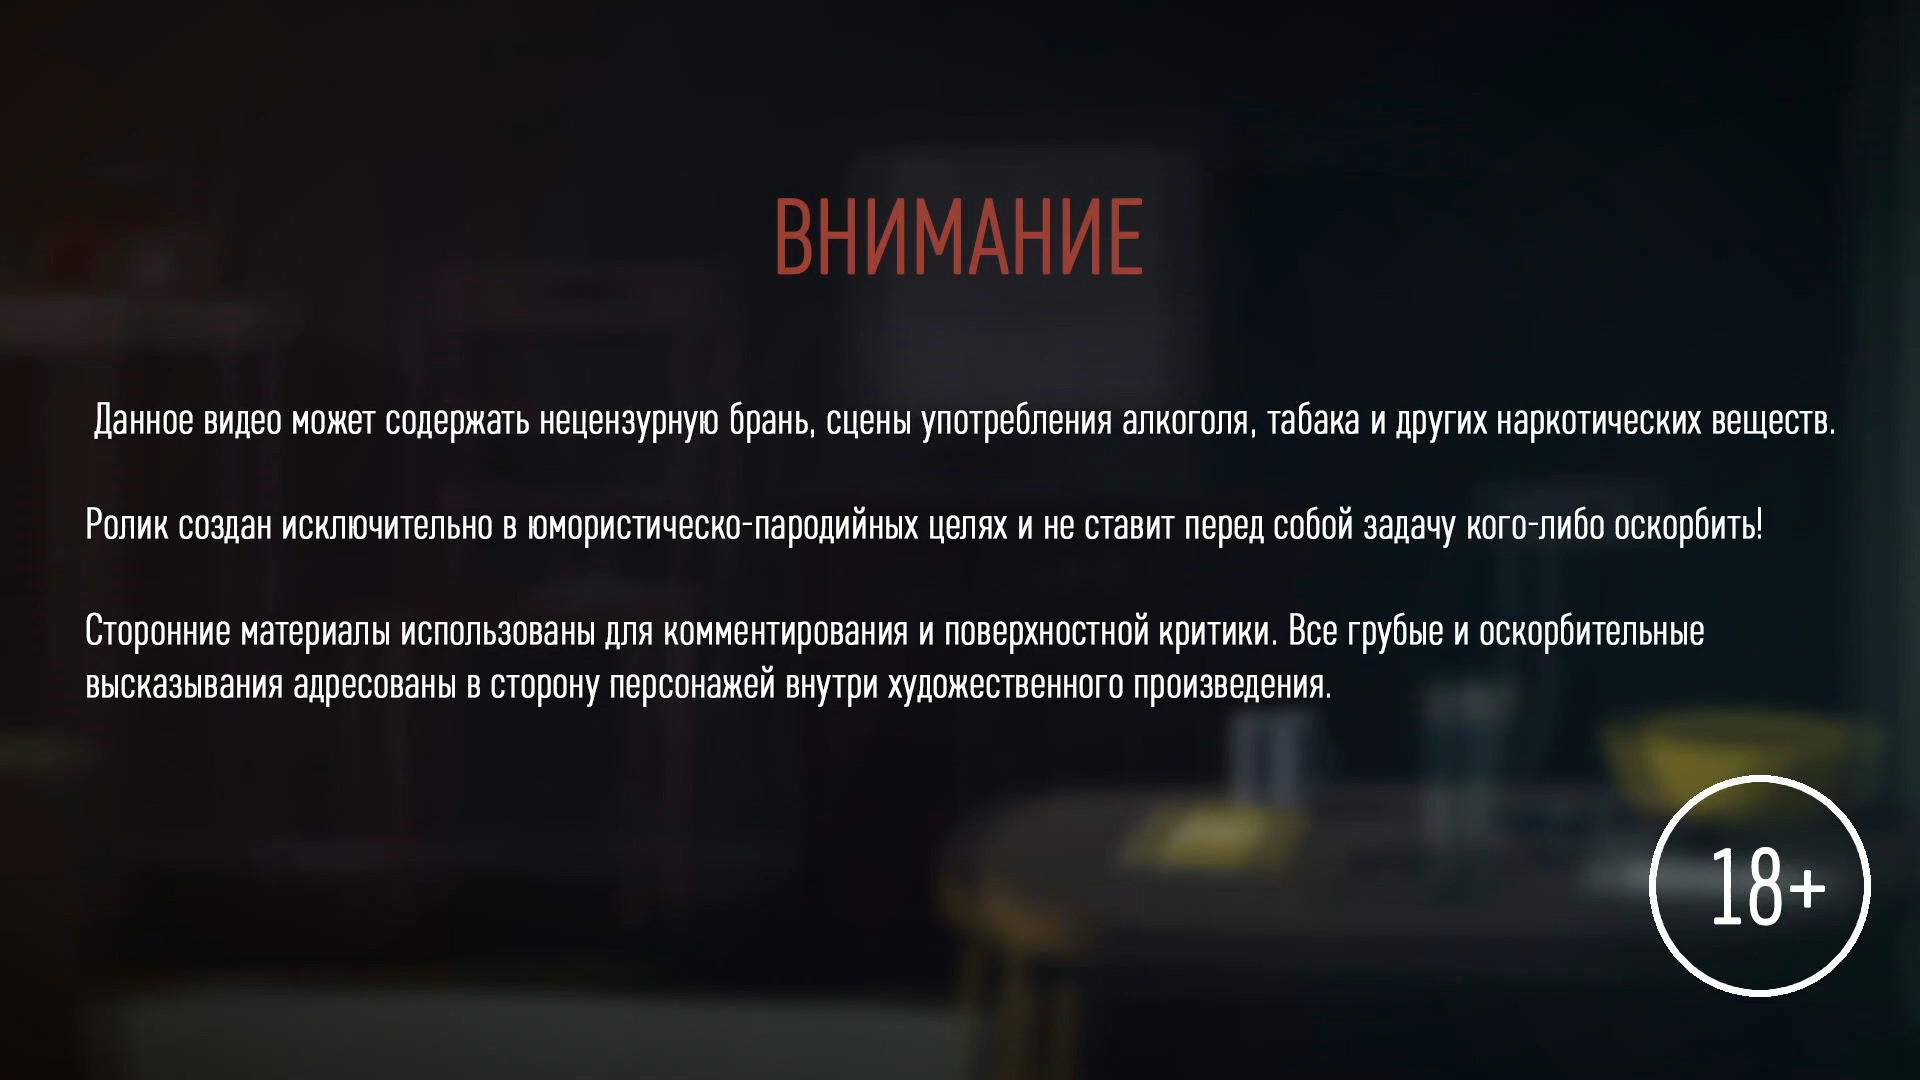 ВНИМАНИЕ
Данное видео может содержать нецензурную брань, сцены употребления алкоголя, табака и других наркотических веществ.
Ролик создан исключительно в юмористическо-пародийных целях и не ставит перед собой задачу кого-либо оскорбить!
Сторонние материалы использованы для комментирования и поверхностной критики. Все грубые и оскорбительные
высказывания адресованы в сторону персонажей внутри художественного произведения.
18+